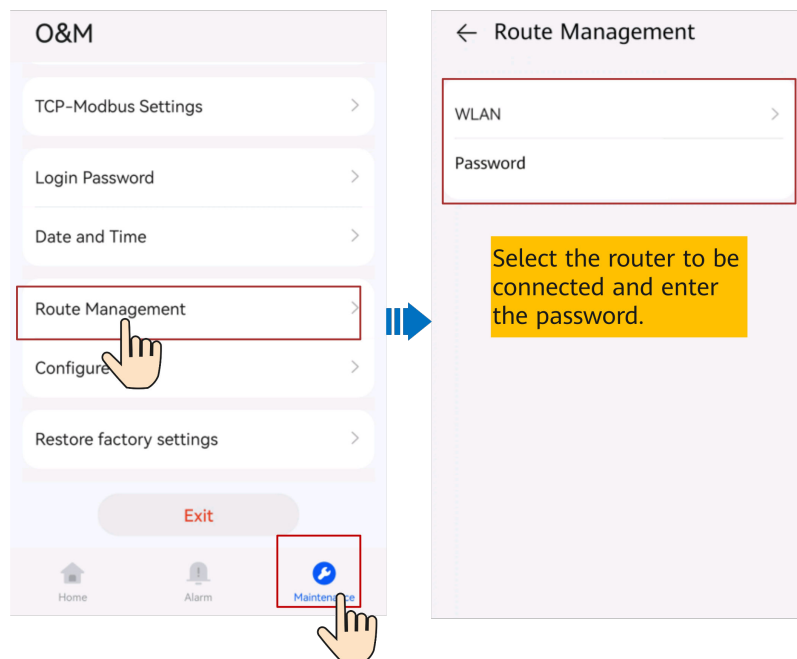 O&M
TCP-Modbus Settings
Login Password
Date and Time
Route Management
Configure
Restore factory settings
Exit
Home
Alarm
Route Management
WLAN
Password
Select the router to be
connected and enter
the password.